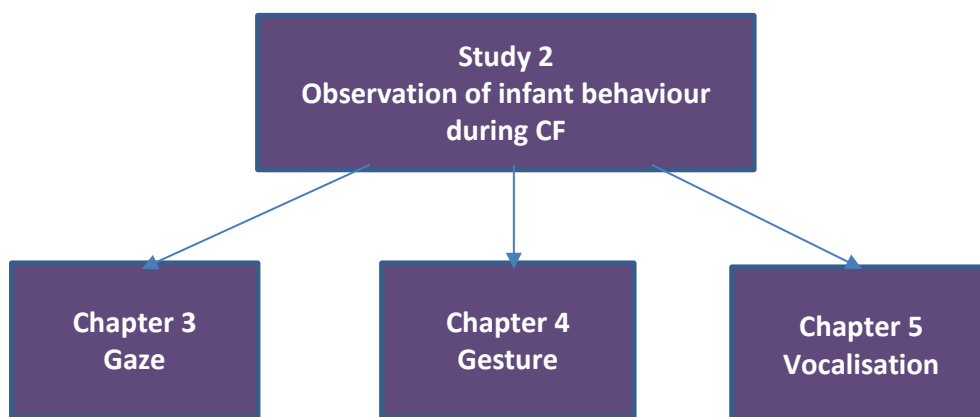 Study 2
Observation of infant behaviour
during CF
Chapter 3
Gaze
Chapter 4
Gesture
Chapter 5
Vocalisation